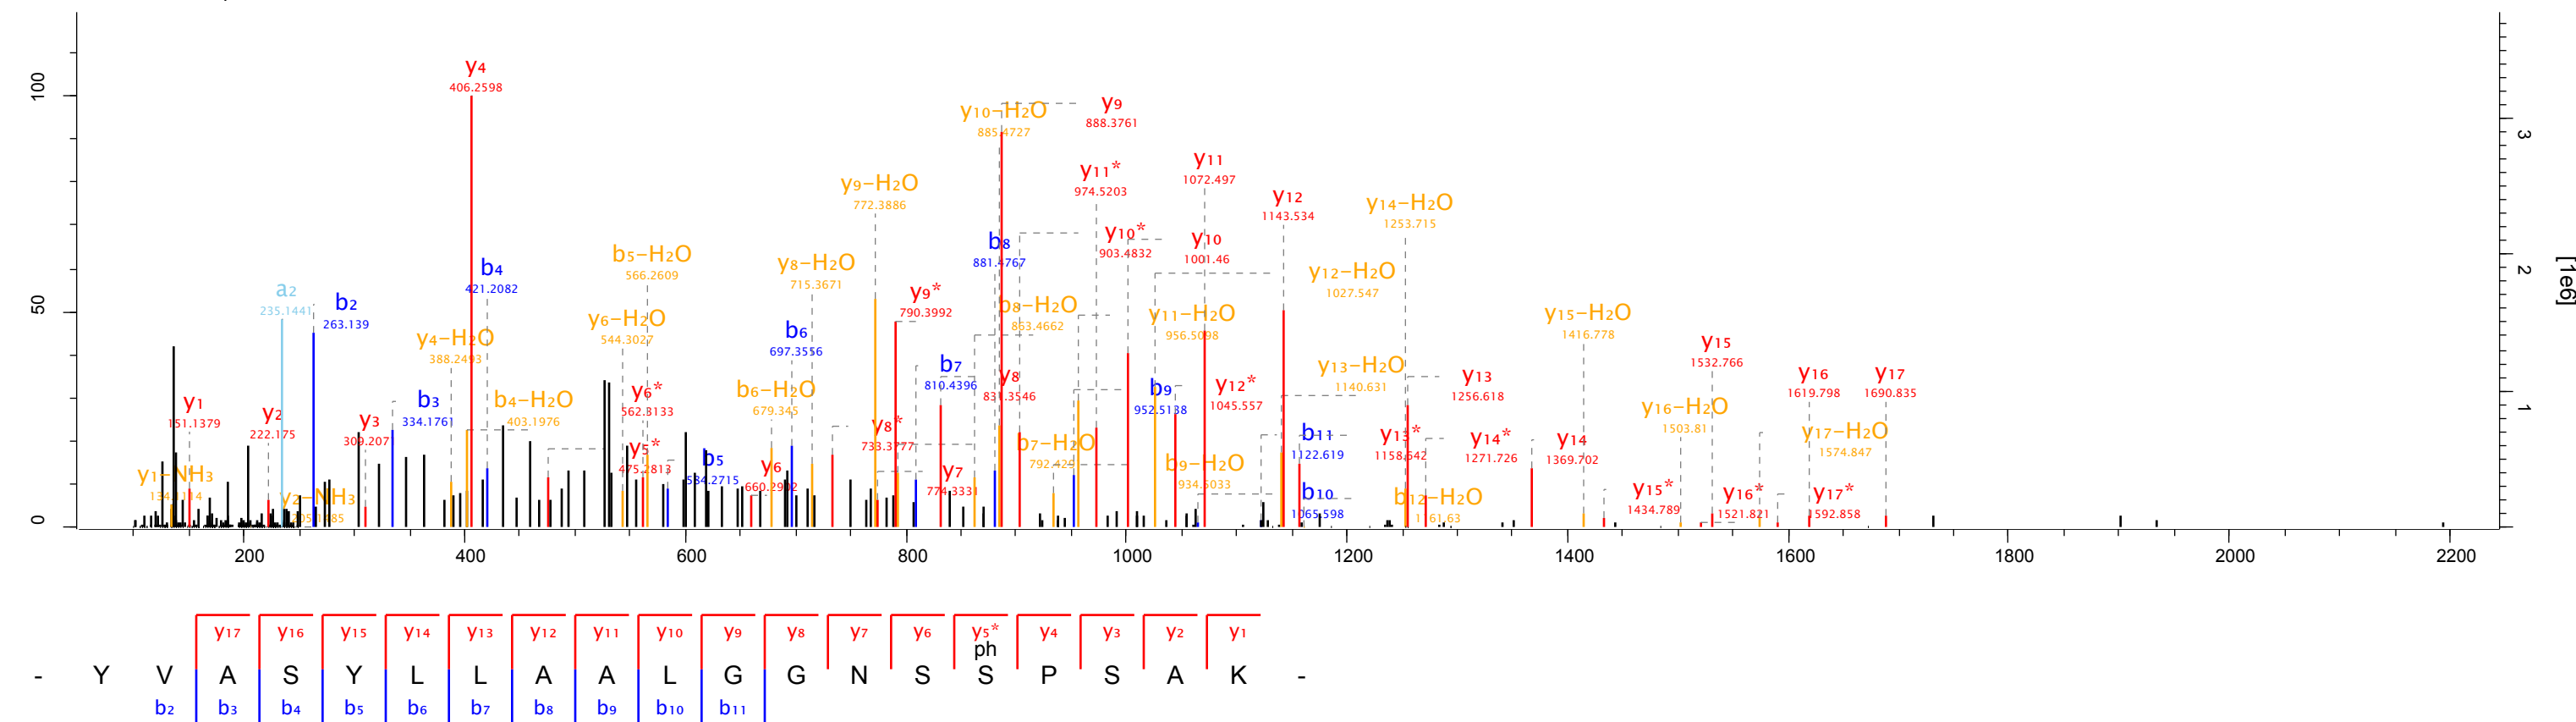 y4
406.2598
y10-H2O
885.4727
y9
888.3761
y11*
974.5203
y11
1072.497
y9-H2O
772.3886
y12
1143.534
y14-H2O
1253.715
y10*
903.4832
y10
1001.46
b8
881.4767
b5-H2O
566.2609
y8-H2O
715.3671
b4
421.2082
y12-H2O
1027.547
a2
235.1441
b2
263.139
y9*
790.3992
b8-H2O
863.4662
y11-H2O
956.5098
y15-H2O
1416.778
y6-H2O
544.3027
b6
697.3556
y4-H2O
388.2493
y15
1532.766
b7
810.4396
y13-H2O
1140.631
y8
831.3546
y13
1256.618
y16
1619.798
y17
1690.835
b9
952.5138
y12*
1045.557
y6*
562.3133
b6-H2O
679.345
y1
151.1379
y2
222.175
y3
309.207
b3
334.1761
b4-H2O
403.1976
y16-H2O
1503.81
y8*
733.3777
y5*
475.2813
b11
1122.619
y13*
1158.642
y14*
1271.726
y14
1369.702
y17-H2O
1574.847
b7-H2O
792.429
b5
584.2715
y6
660.2902
y7
774.3331
b9-H2O
934.5033
y1-NH3
y2-NH3
b10
1065.598
b12-H2O
y15*
1434.789
y16*
1521.821
y17*
1592.858
100
50
0
3
2
1
[1e6]
200 400 600 800 1000 1200 1400 1600 1800 2000 2200
y17 y16 y15 y14 y13 y12 y11 y10 y9 y8 y7 y6 y5* y4 y3 y2 y1
ph
- Y V A S Y L L A A L G G N S S P S A K -
b2 b3 b4 b5 b6 b7 b8 b9 b10 b11